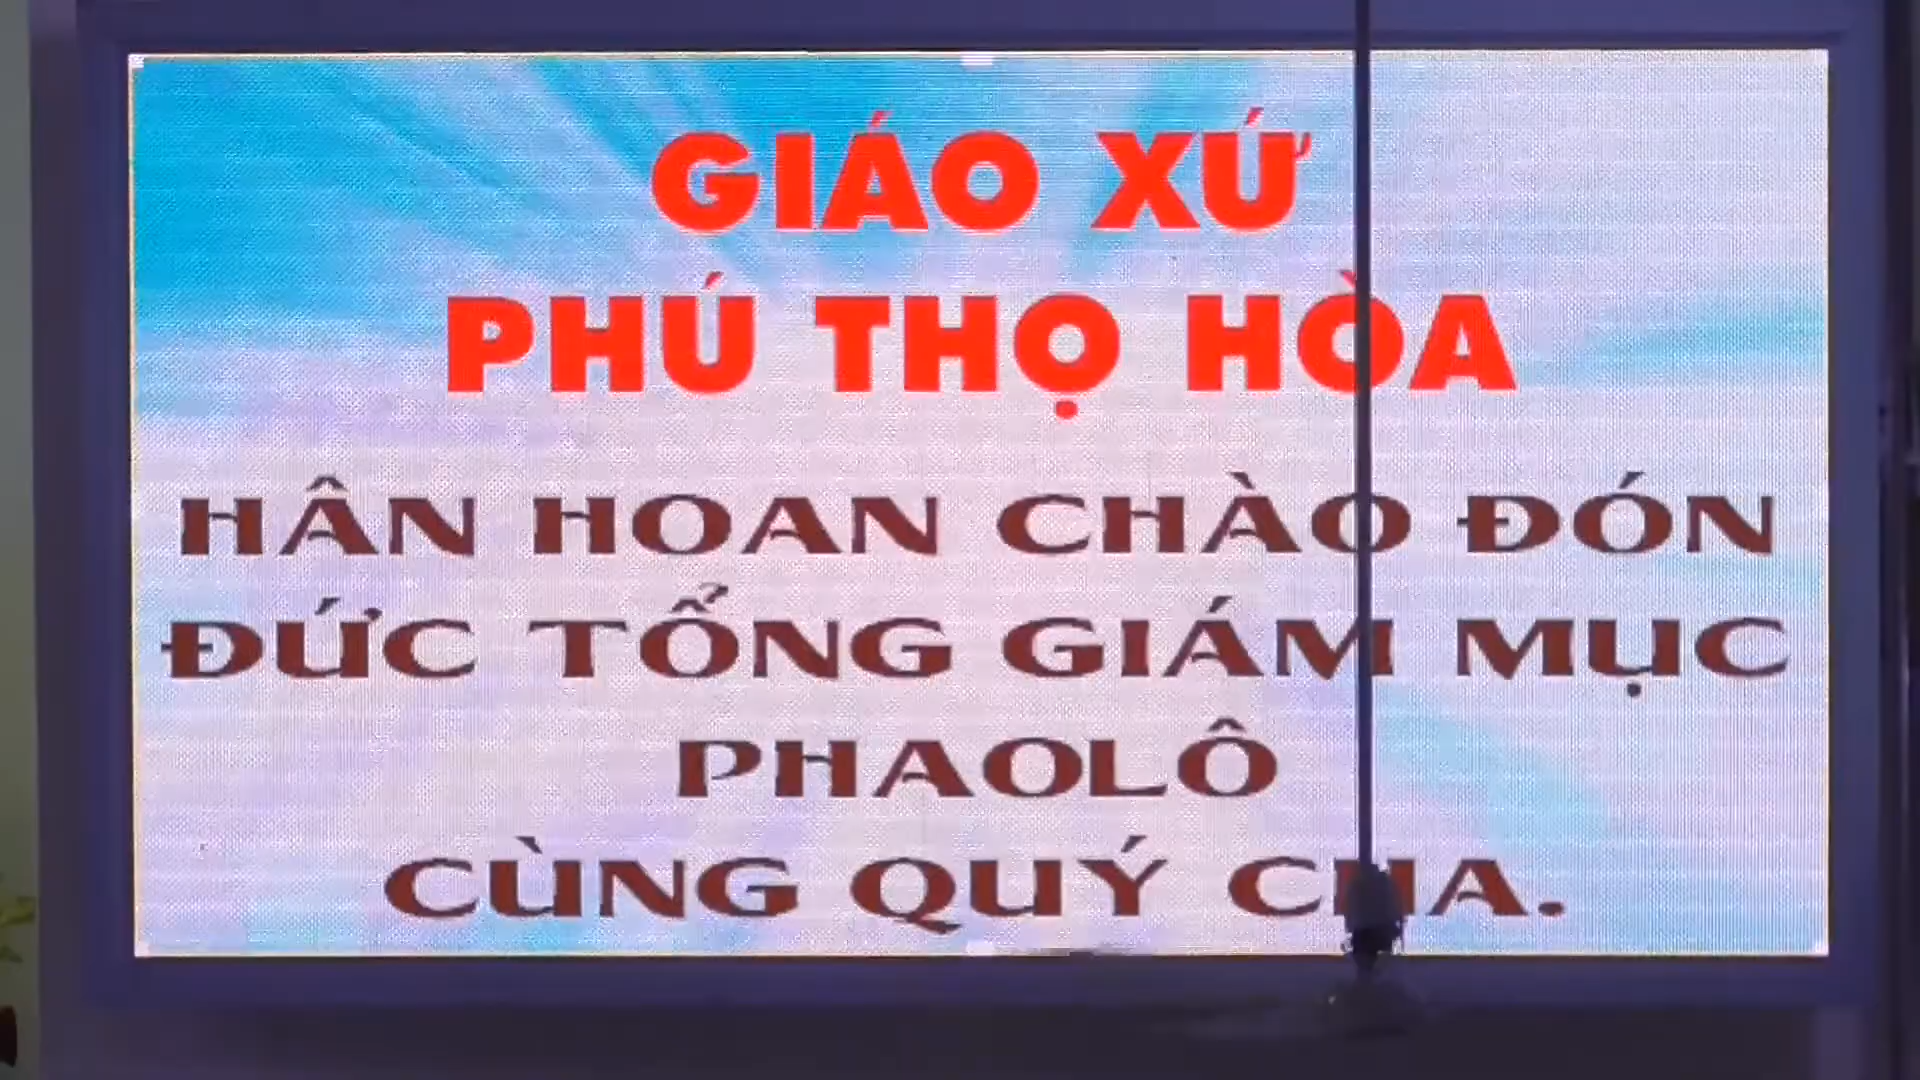 GIÁO XỨ
PHÚ THỌ HÒA
HÂN HOAN CHÀO ĐÓN
ĐỨC TỔNG GIÁM MỤC
PHAOLÔ
CÙNG QUÝ CHA.